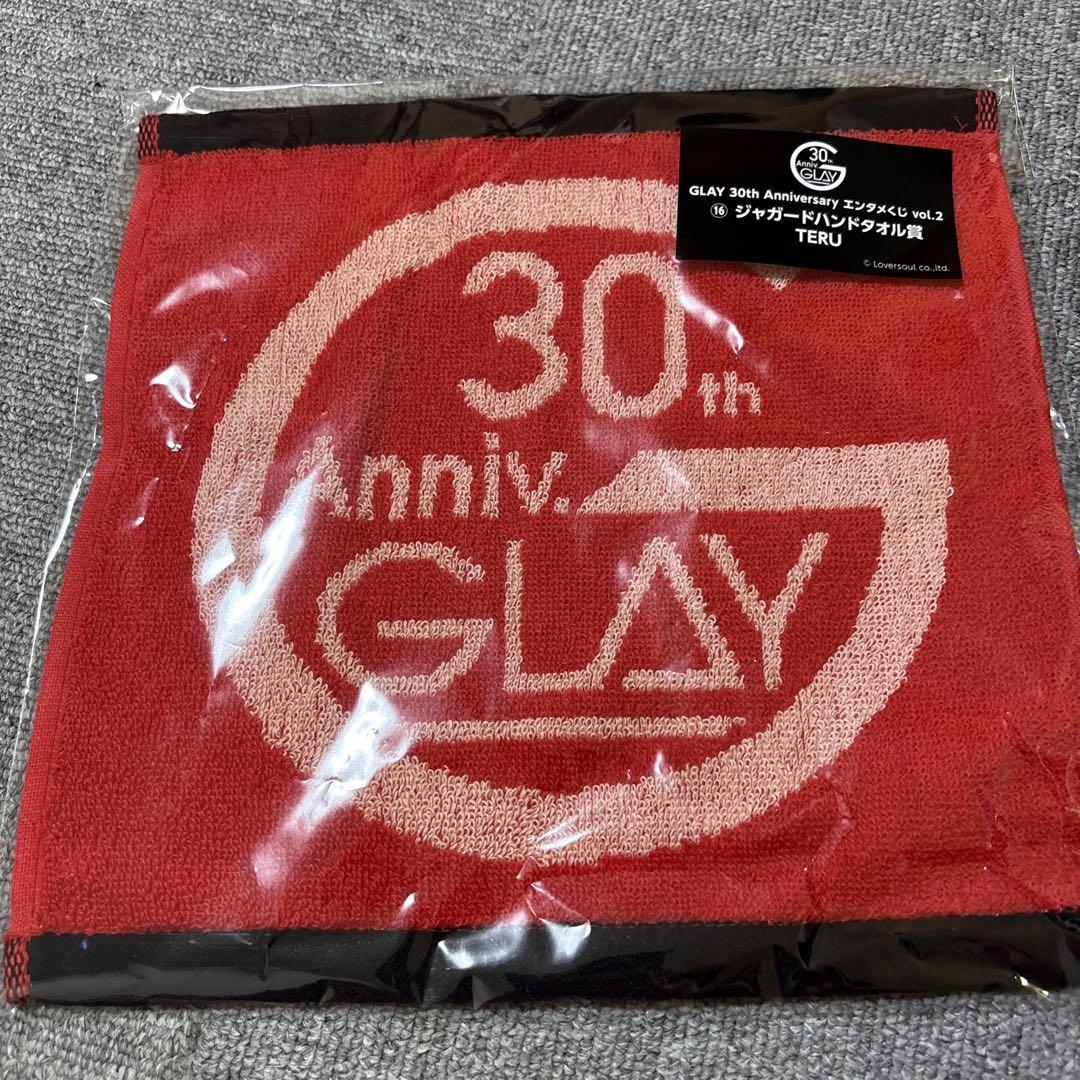 30th
Anniv.
GLAY
GLAY 30th Anniversary エンタメくじ vol.2
⑯ ジャガードハンドタオル賞
TERU
© Loversoul co.,ltd.
30th
Anniv.
GLAY